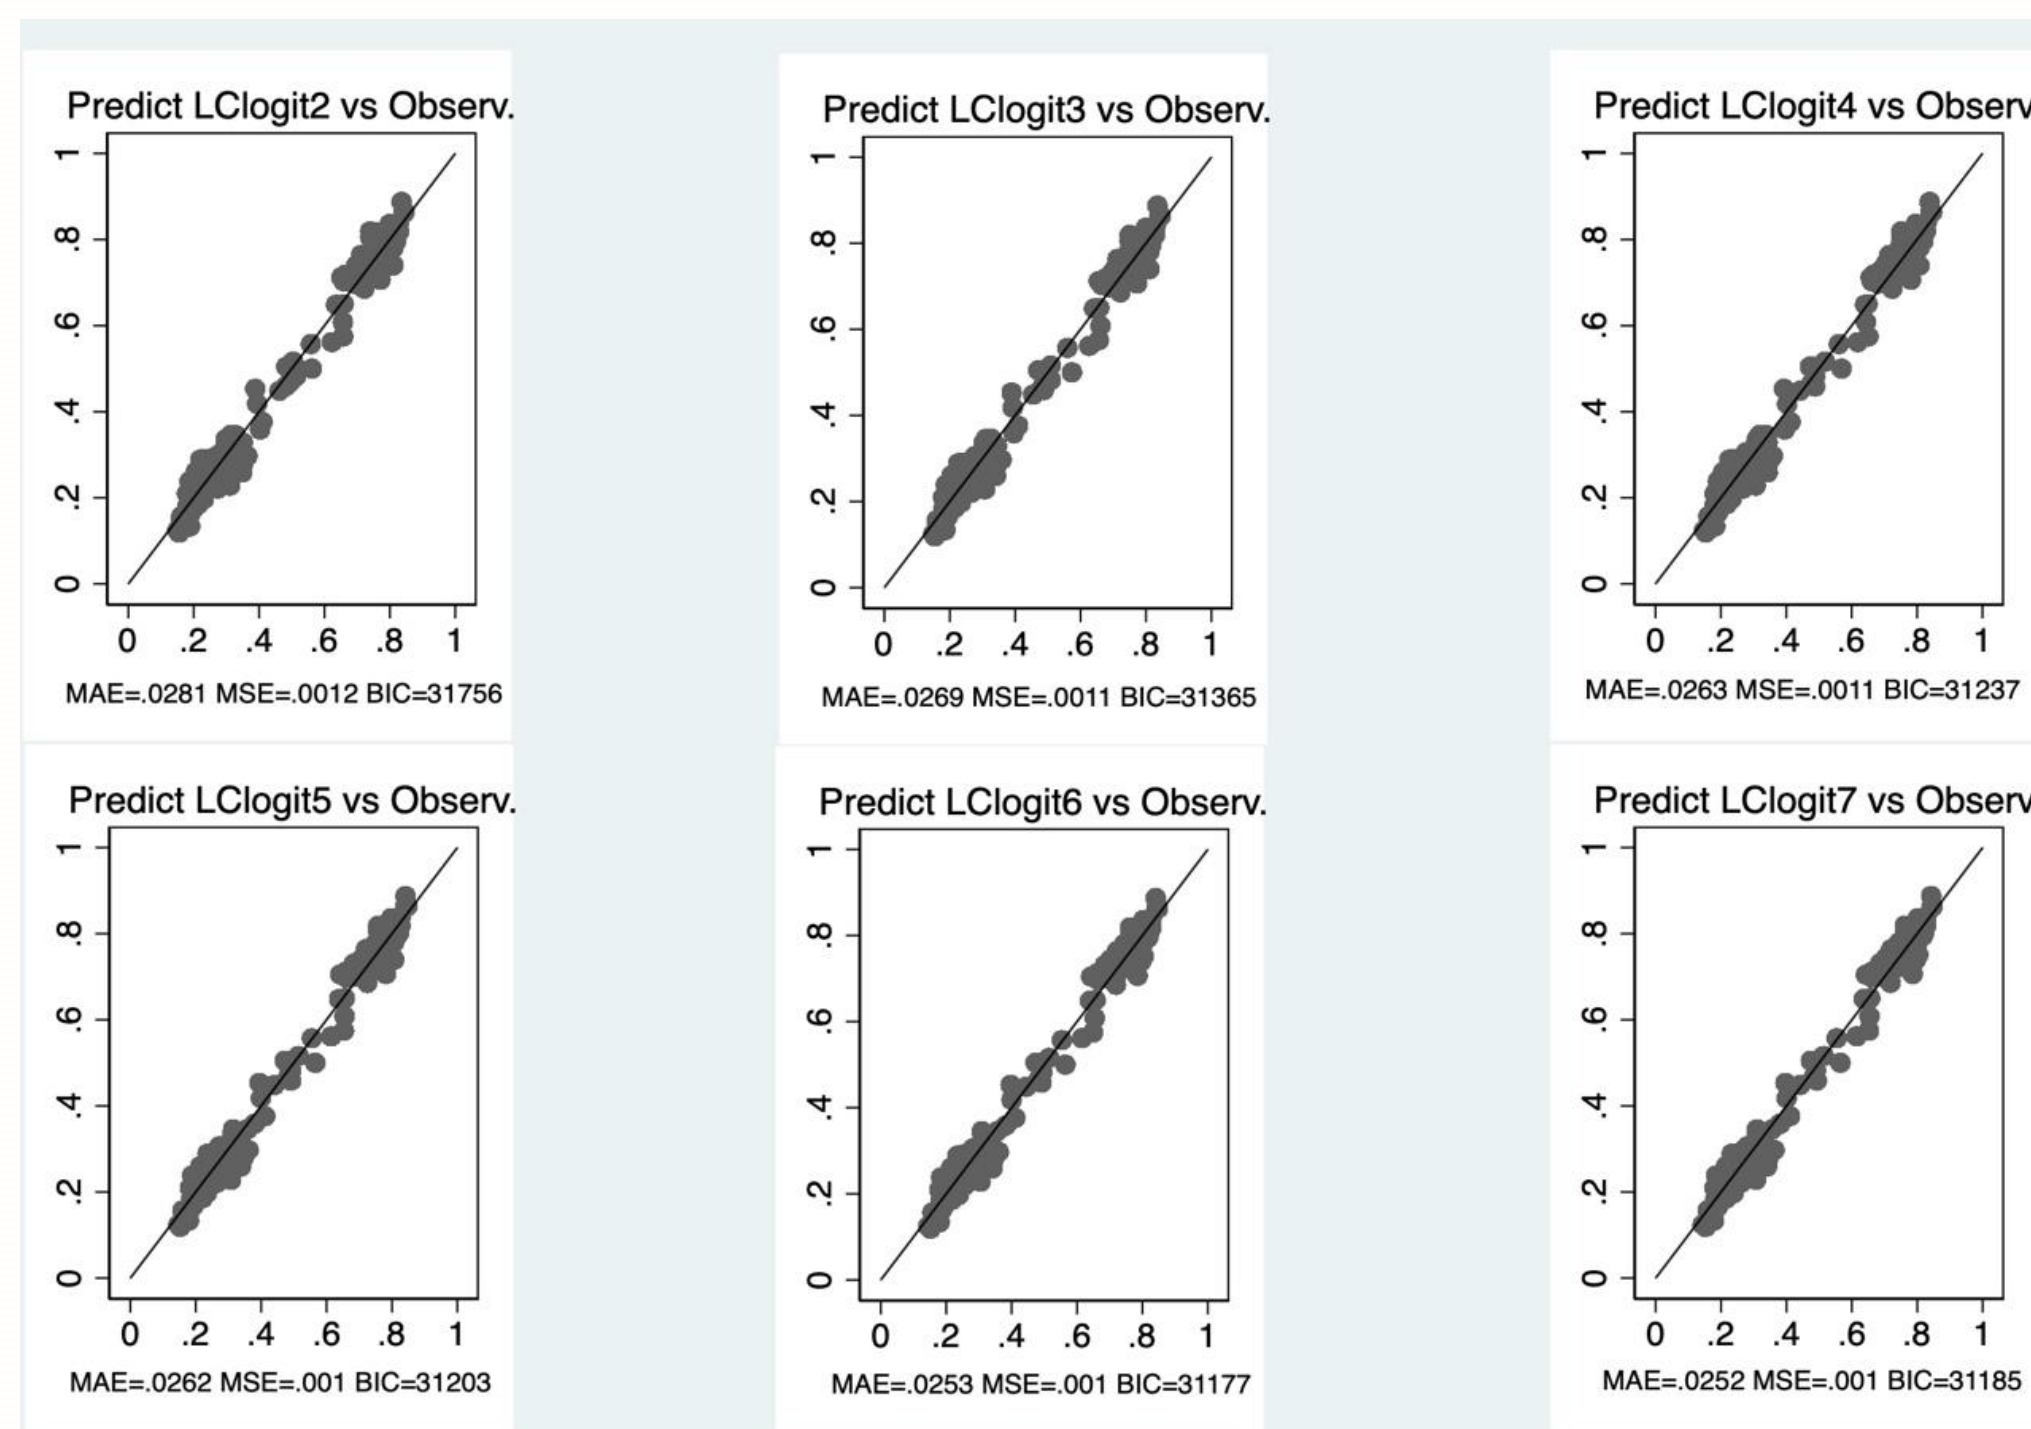 Predict LClogit2 vs Observ.
1
.8
.6
.4
.2
0
0 .2 .4 .6 .8 1
MAE=.0281 MSE=.0012 BIC=31756
Predict LClogit3 vs Observ.
1
.8
.6
.4
.2
0
0 .2 .4 .6 .8 1
MAE=.0269 MSE=.0011 BIC=31365
Predict LClogit4 vs Observ
1
.8
.6
.4
.2
0
0 .2 .4 .6 .8 1
MAE=.0263 MSE=.0011 BIC=31237
Predict LClogit5 vs Observ.
1
.8
.6
.4
.2
0
0 .2 .4 .6 .8 1
MAE=.0262 MSE=.001 BIC=31203
Predict LClogit6 vs Observ.
1
.8
.6
.4
.2
0
0 .2 .4 .6 .8 1
MAE=.0253 MSE=.001 BIC=31177
Predict LClogit7 vs Observ
1
.8
.6
.4
.2
0
0 .2 .4 .6 .8 1
MAE=.0252 MSE=.001 BIC=31185